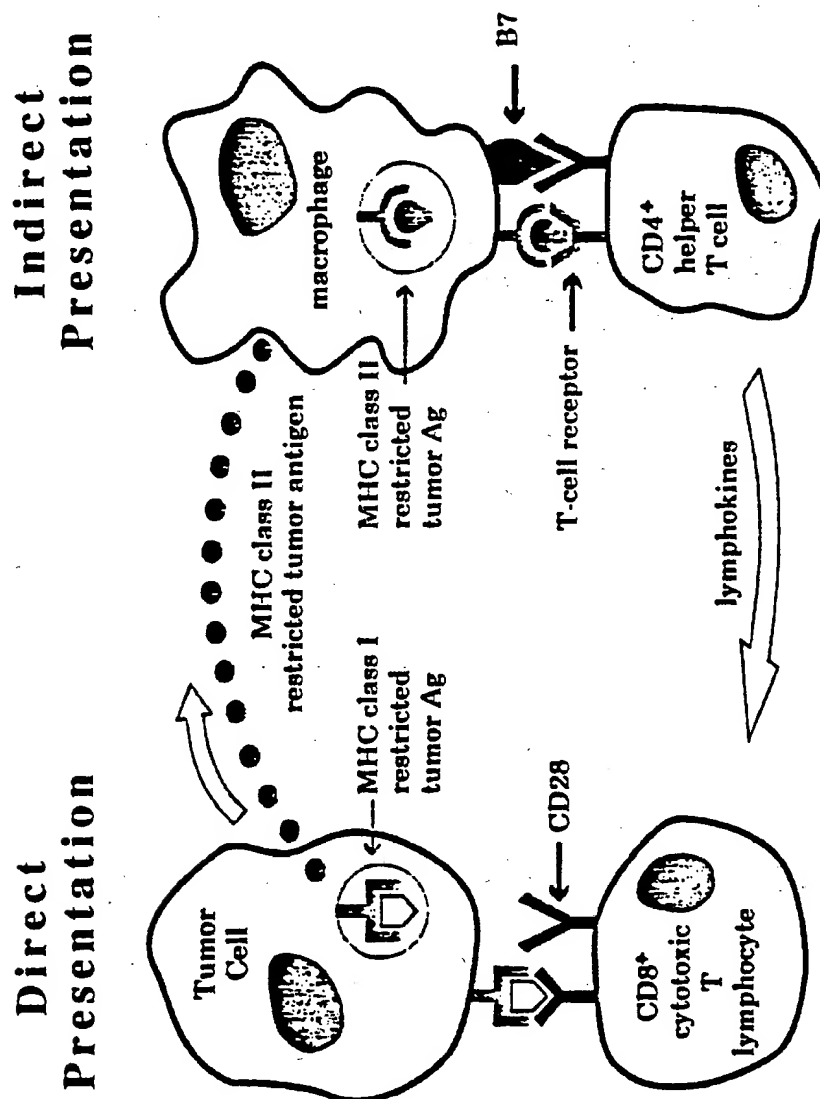 Direct
Presentation
Indirect
Presentation
Tumor
Cell
MHC class I
restricted
tumor Ag
MHC class II
restricted tumor antigen
macrophage
MHC class II
restricted
tumor Ag
CD28
T-cell receptor
B7
CD8+
cytotoxic
T
lymphocyte
lymphokines
CD4+
helper
T cell